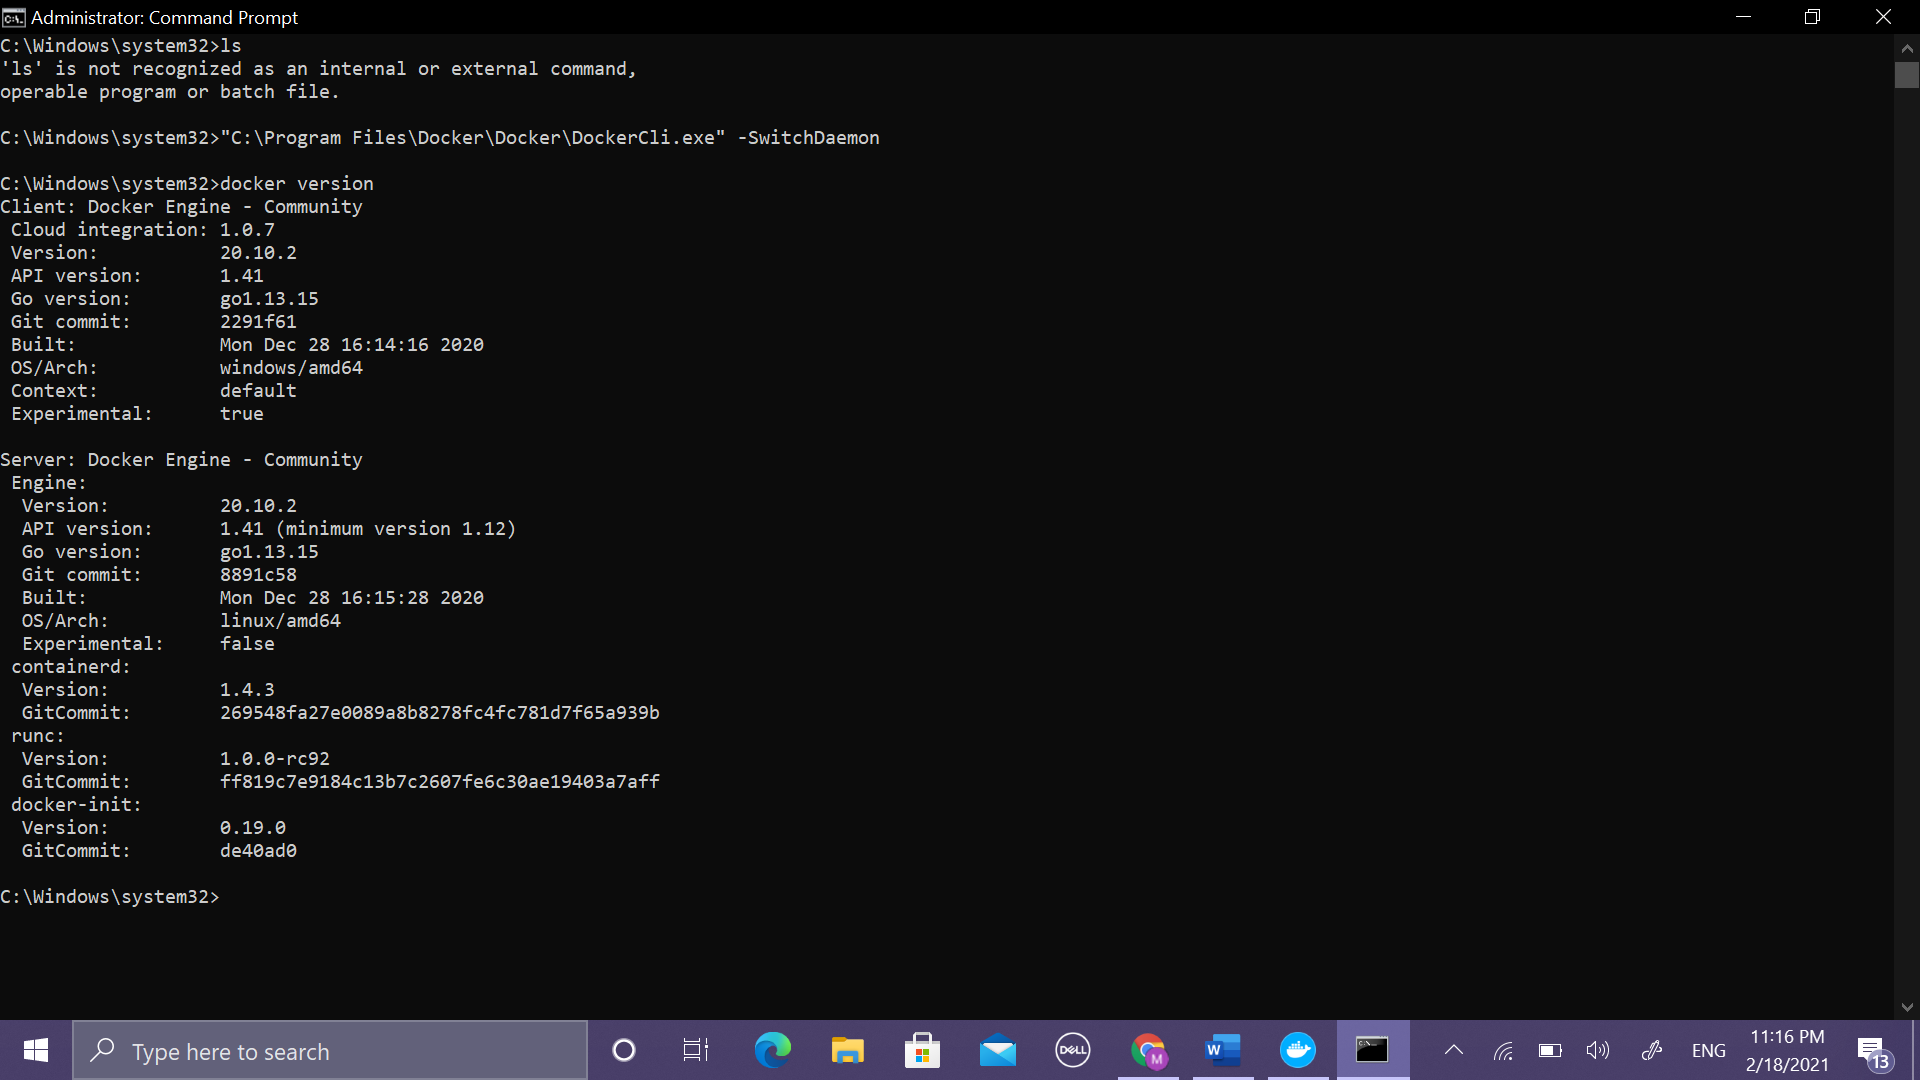 Administrator: Command Prompt
C:\Windows\system32>ls
'ls' is not recognized as an internal or external command,
operable program or batch file.
C:\Windows\system32>"C:\Program Files\Docker\Docker\DockerCli.exe" -SwitchDaemon
C:\Windows\system32>docker version
Client: Docker Engine - Community
Cloud integration: 1.0.7
Version: 20.10.2
API version: 1.41
Go version: go1.13.15
Git commit: 2291f61
Built: Mon Dec 28 16:14:16 2020
OS/Arch: windows/amd64
Context: default
Experimental: true
Server: Docker Engine - Community
Engine:
Version: 20.10.2
API version: 1.41 (minimum version 1.12)
Go version: go1.13.15
Git commit: 8891c58
Built: Mon Dec 28 16:15:28 2020
OS/Arch: linux/amd64
Experimental: false
containerd:
Version: 1.4.3
GitCommit: 269548fa27e0089a8b8278fc4fc781d7f65a939b
runc:
Version: 1.0.0-rc92
GitCommit: ff819c7e9184c13b7c2607fe6c30ae19403a7aff
docker-init:
Version: 0.19.0
GitCommit: de40ad0
C:\Windows\system32>
Type here to search
DELL
M
W
ENG
11:16 PM
2/18/2021
13